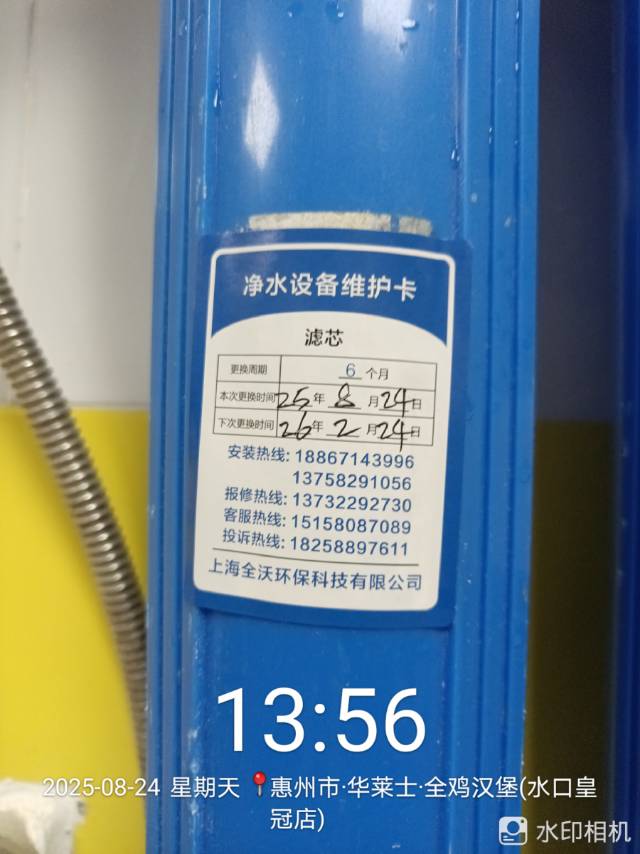 净水设备维护卡
滤芯
更换周期 6 个月
本次更换时间 25 年 8 月 24 日
下次更换时间 26 年 2 月 24 日
安装热线: 18867143996
13758291056
报修热线: 13732292730
客服热线: 15158087089
投诉热线: 18258897611
上海全沃环保科技有限公司
13:56
2025-08-24 星期天 📍惠州市·华莱士·全鸡汉堡(水口皇
冠店)
水印相机